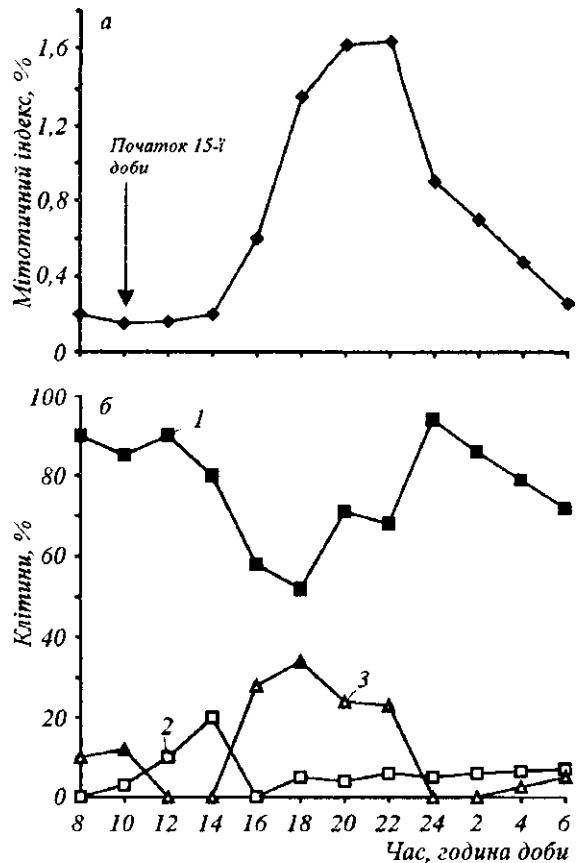 а
Мітотичний індекс, %
1,6
1,2
0,8
0,4
0
Початок 15-ї
доби
б
Клітини, %
100
80
60
40
20
0
1
2
3
8 10 12 14 16 18 20 22 24 2 4 6
Час, година доби